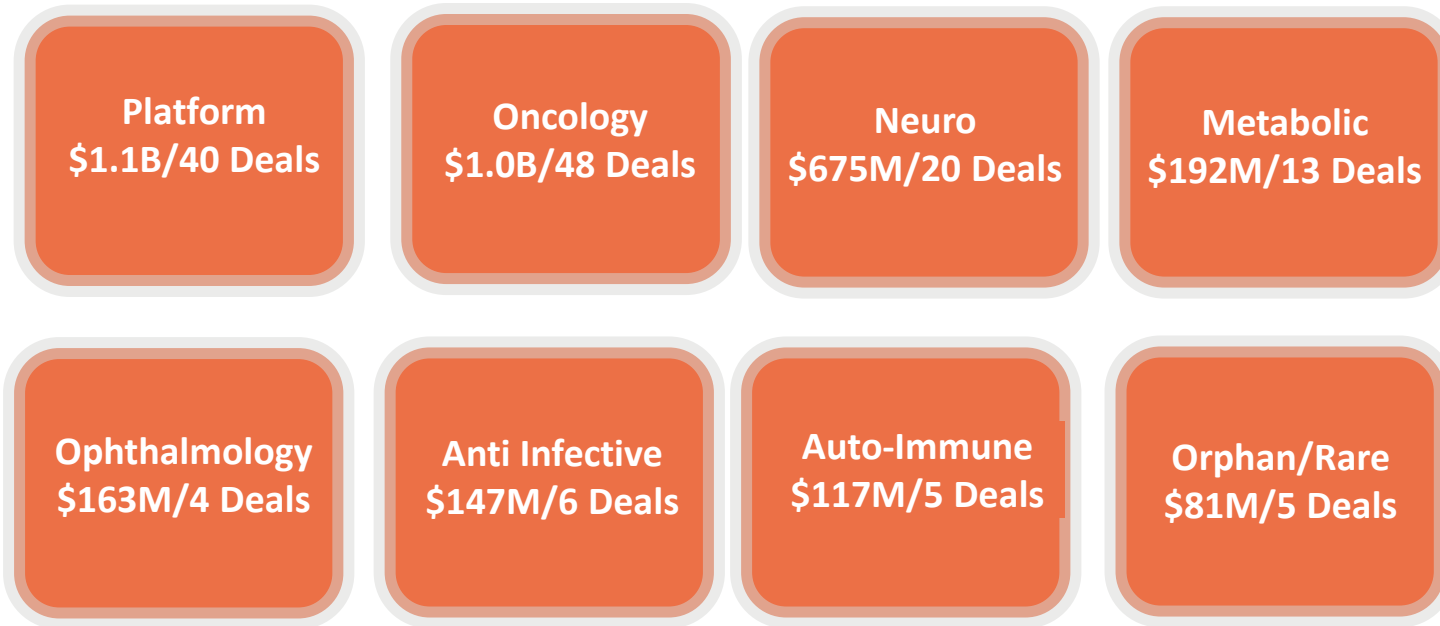 Platform
$1.1B/40 Deals
Oncology
$1.0B/48 Deals
Neuro
$675M/20 Deals
Metabolic
$192M/13 Deals
Ophthalmology
$163M/4 Deals
Anti Infective
$147M/6 Deals
Auto-Immune
$117M/5 Deals
Orphan/Rare
$81M/5 Deals